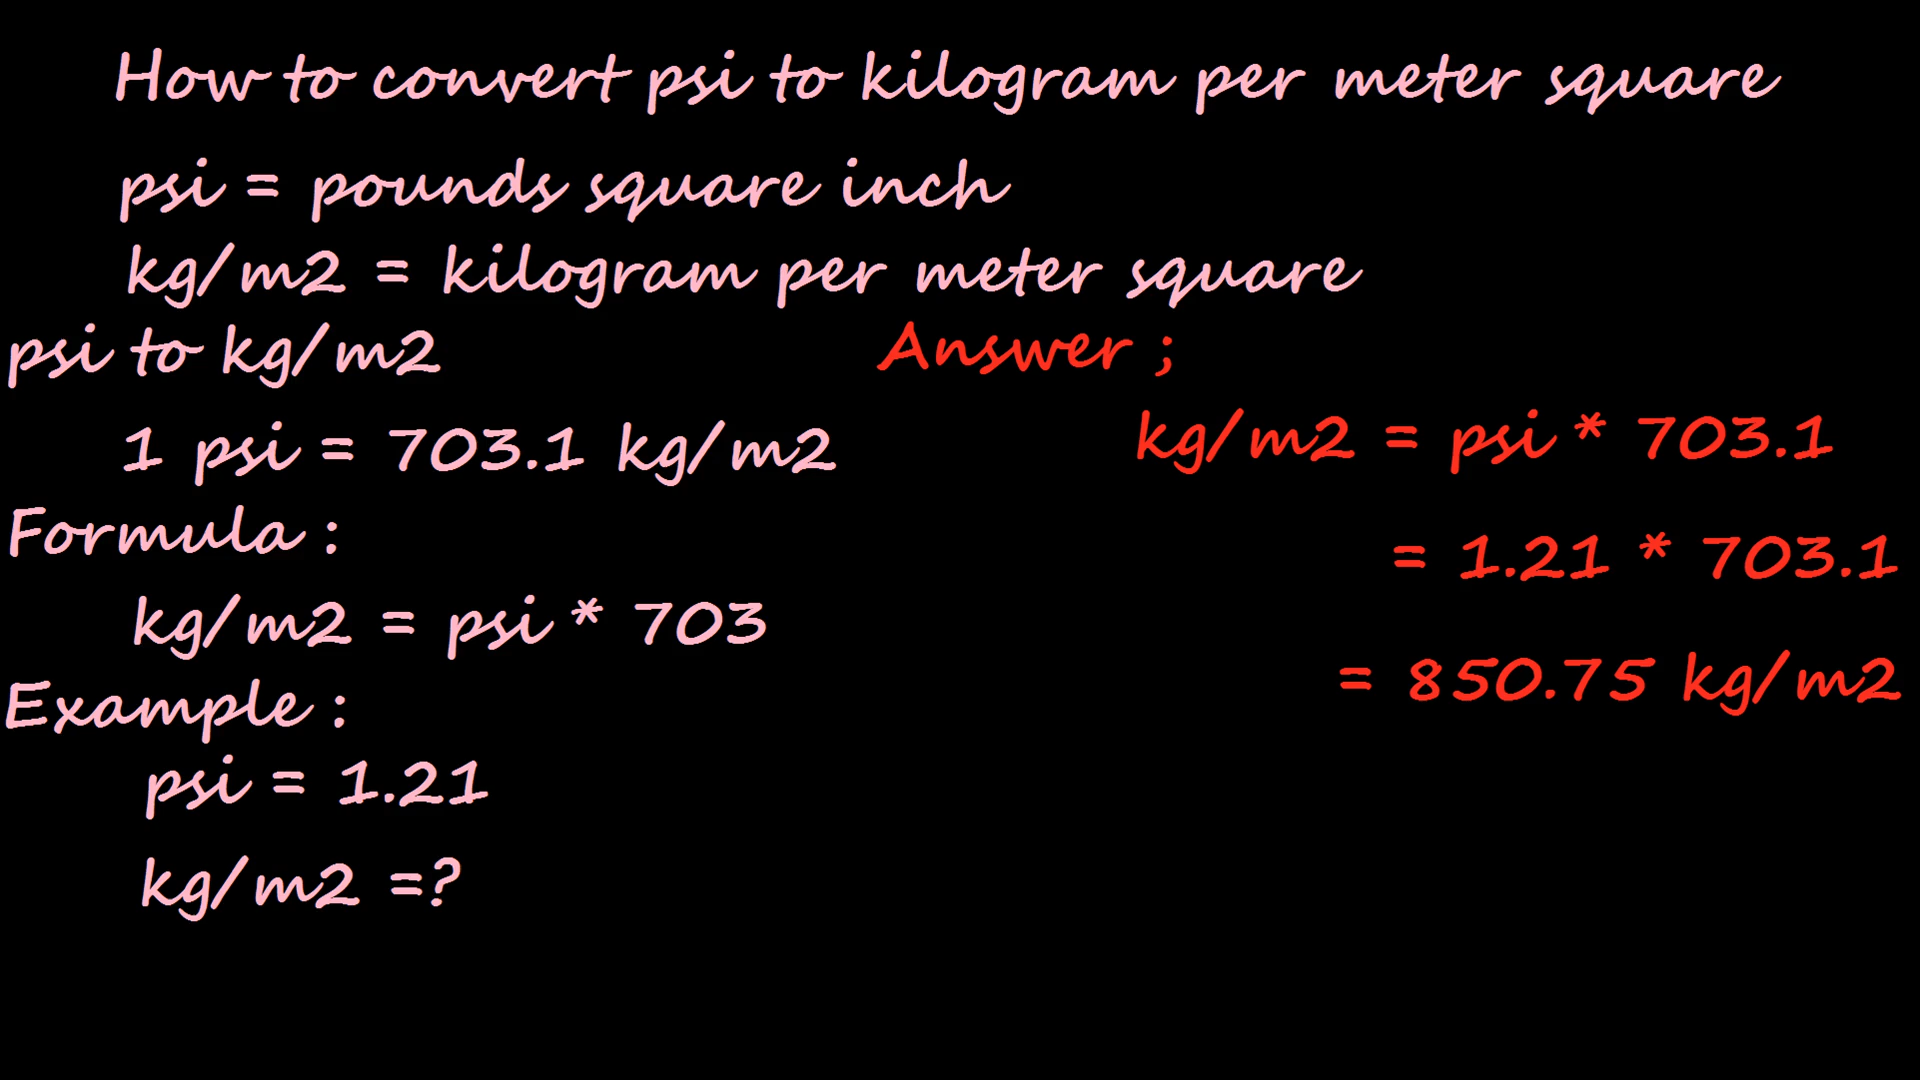 How to convert psi to kilogram per meter square
psi = pounds square inch
kg/m2 = kilogram per meter square
psi to kg/m2
1 psi = 703.1 kg/m2
Formula :
kg/m2 = psi * 703
Example :
psi = 1.21
kg/m2 =?
Answer ;
kg/m2 = psi * 703.1
= 1.21 * 703.1
= 850.75 kg/m2